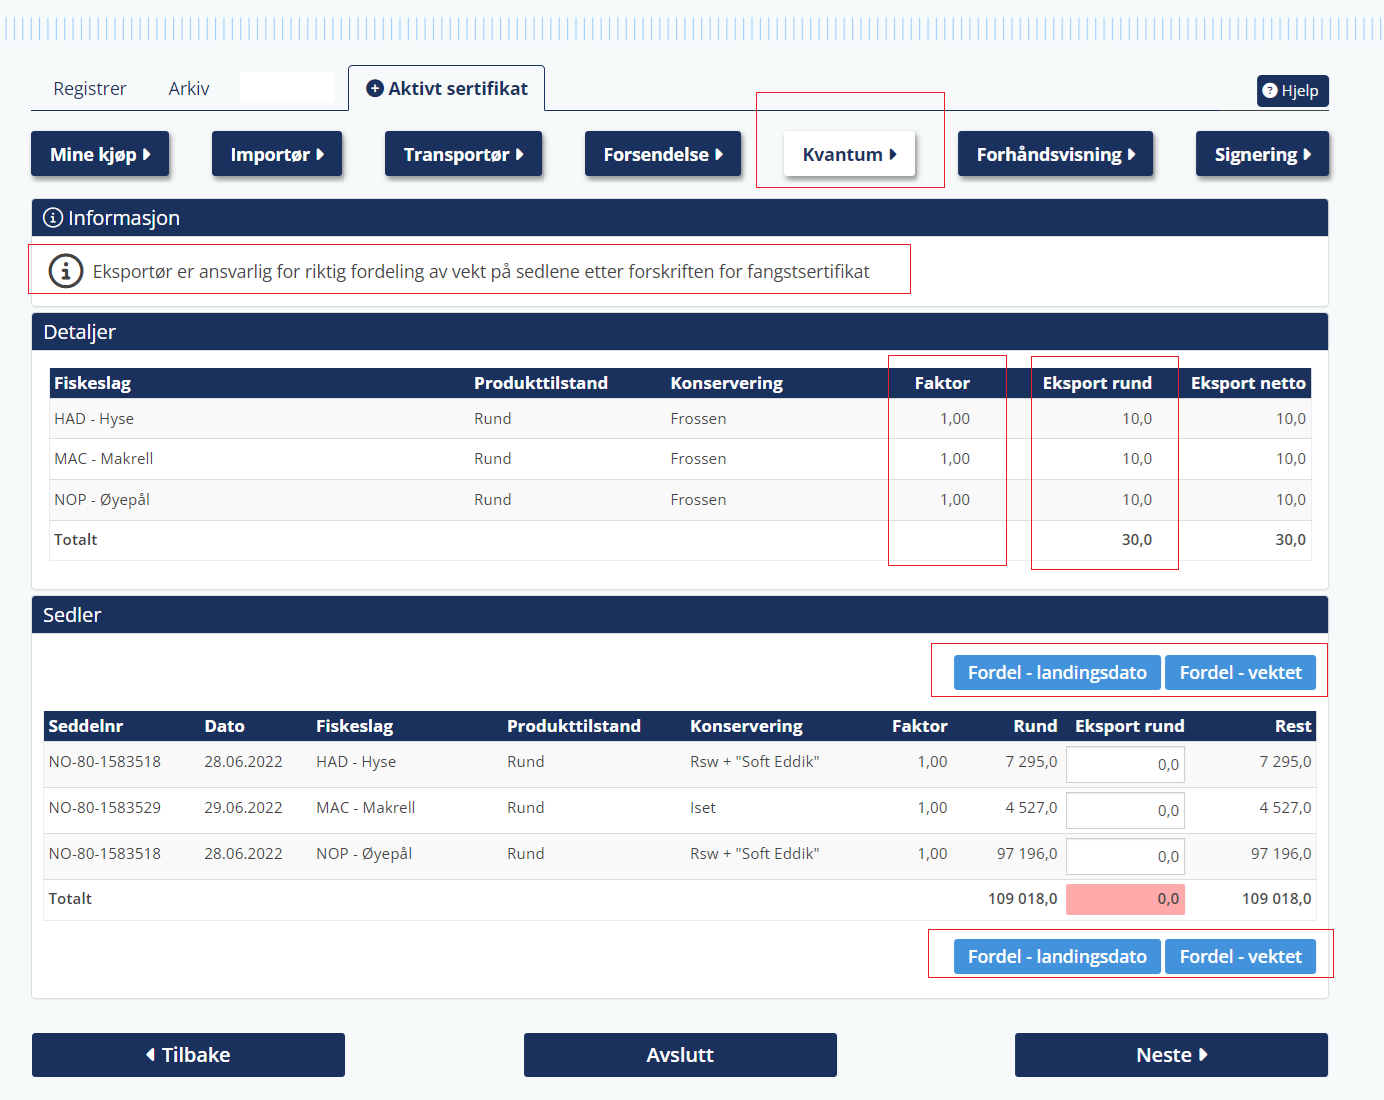 Registrer Arkiv Aktivt sertifikat Hjelp
Mine kjøp Importør Transportør Forsendelse Kvantum Forhåndsvisning Signering
Informasjon
Eksportør er ansvarlig for riktig fordeling av vekt på sedlene etter forskriften for fangstsertifikat
Detaljer
Fiskeslag Produkttilstand Konservering Faktor Eksport rund Eksport netto
HAD - Hyse Rund Frossen 1,00 10,0 10,0
MAC - Makrell Rund Frossen 1,00 10,0 10,0
NOP - Øyepål Rund Frossen 1,00 10,0 10,0
Totalt 30,0 30,0
Sedler
Fordel - landingsdato Fordel - vektet
Seddelnr Dato Fiskeslag Produkttilstand Konservering Faktor Rund Eksport rund Rest
NO-80-1583518 28.06.2022 HAD - Hyse Rund Rsw + "Soft Eddik" 1,00 7 295,0 0,0 7 295,0
NO-80-1583529 29.06.2022 MAC - Makrell Rund Iset 1,00 4 527,0 0,0 4 527,0
NO-80-1583518 28.06.2022 NOP - Øyepål Rund Rsw + "Soft Eddik" 1,00 97 196,0 0,0 97 196,0
Totalt 109 018,0 0,0 109 018,0
Fordel - landingsdato Fordel - vektet
Tilbake Avslutt Neste